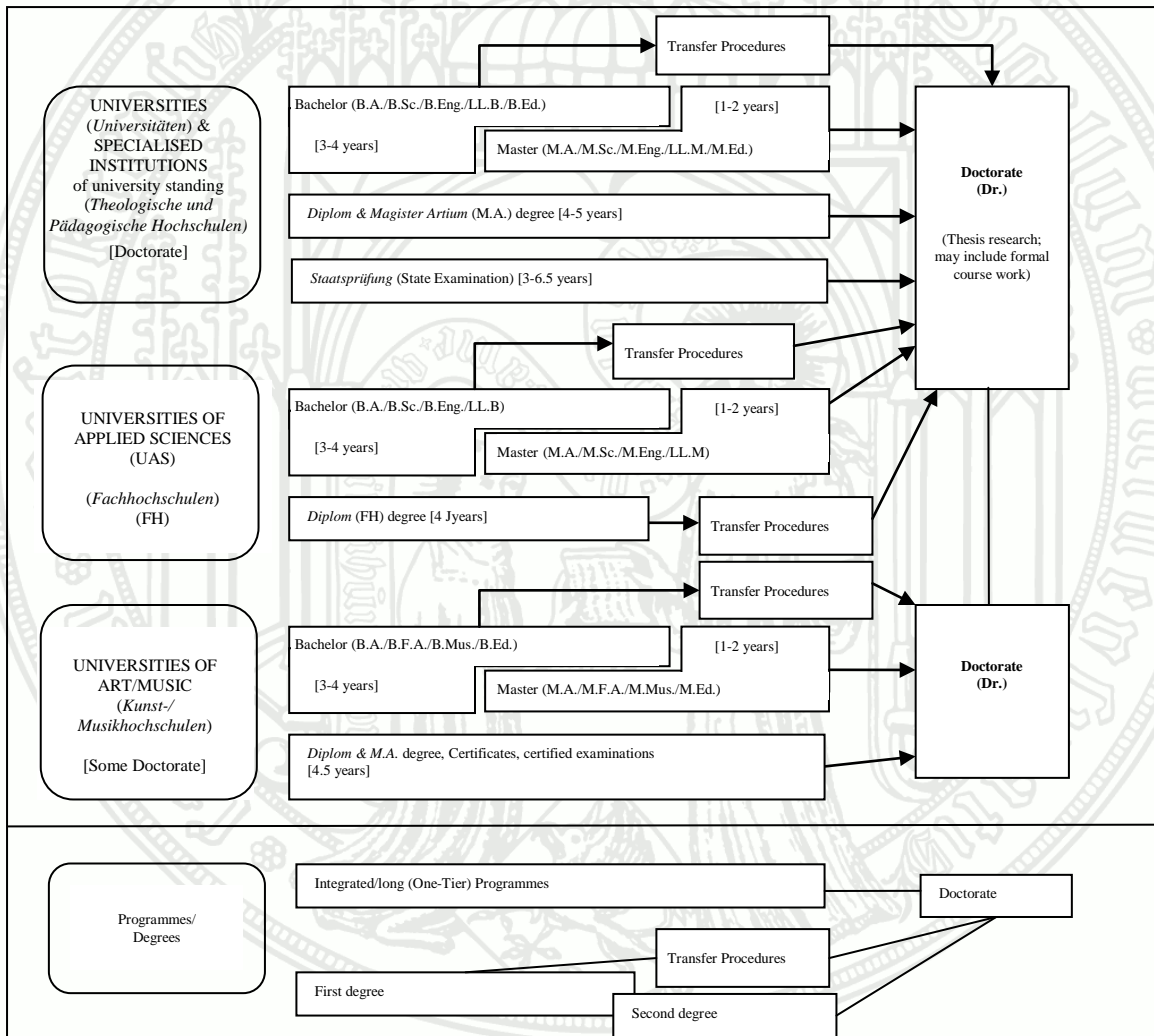 Transfer Procedures
UNIVERSITIES
(Universitäten) &
SPECIALISED
INSTITUTIONS
of university standing
(Theologische und
Pädagogische Hochschulen)
[Doctorate]
Bachelor (B.A./B.Sc./B.Eng./LL.B./B.Ed.)
[3-4 years]
[1-2 years]
Master (M.A./M.Sc./M.Eng./LL.M./M.Ed.)
Diplom & Magister Artium (M.A.) degree [4-5 years]
Staatsprüfung (State Examination) [3-6.5 years]
Doctorate
(Dr.)
(Thesis research;
may include formal
course work)
Transfer Procedures
UNIVERSITIES OF
APPLIED SCIENCES
(UAS)
(Fachhochschulen)
(FH)
Bachelor (B.A./B.Sc./B.Eng./LL.B)
[3-4 years]
[1-2 years]
Master (M.A./M.Sc./M.Eng./LL.M)
Diplom (FH) degree [4 Jyears]
Transfer Procedures
Transfer Procedures
UNIVERSITIES OF
ART/MUSIC
(Kunst-/
Musikhochschulen)
[Some Doctorate]
Bachelor (B.A./B.F.A./B.Mus./B.Ed.)
[3-4 years]
[1-2 years]
Master (M.A./M.F.A./M.Mus./M.Ed.)
Diplom & M.A. degree, Certificates, certified examinations
[4.5 years]
Doctorate
(Dr.)
Programmes/
Degrees
Integrated/long (One-Tier) Programmes
Doctorate
Transfer Procedures
First degree
Second degree